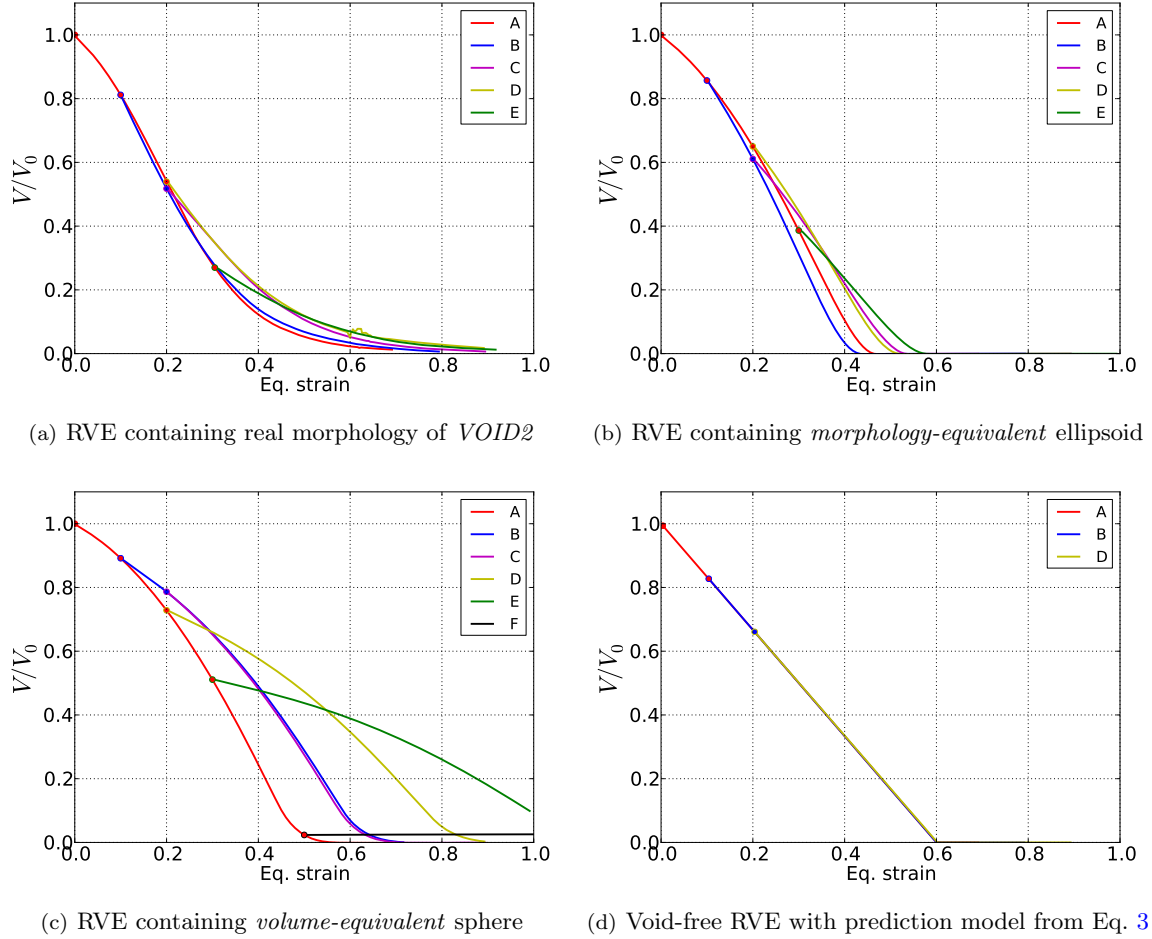 1.0
0.8
0.6
0.4
0.2
0.0
0.0 0.2 0.4 0.6 0.8 1.0
V/V0
Eq. strain
A
B
C
D
E
(a) RVE containing real morphology of VOID2
1.0
0.8
0.6
0.4
0.2
0.0
0.0 0.2 0.4 0.6 0.8 1.0
V/V0
Eq. strain
A
B
C
D
E
(b) RVE containing morphology-equivalent ellipsoid
1.0
0.8
0.6
0.4
0.2
0.0
0.0 0.2 0.4 0.6 0.8 1.0
V/V0
Eq. strain
A
B
C
D
E
F
(c) RVE containing volume-equivalent sphere
1.0
0.8
0.6
0.4
0.2
0.0
0.0 0.2 0.4 0.6 0.8 1.0
V/V0
Eq. strain
A
B
D
(d) Void-free RVE with prediction model from Eq. 3